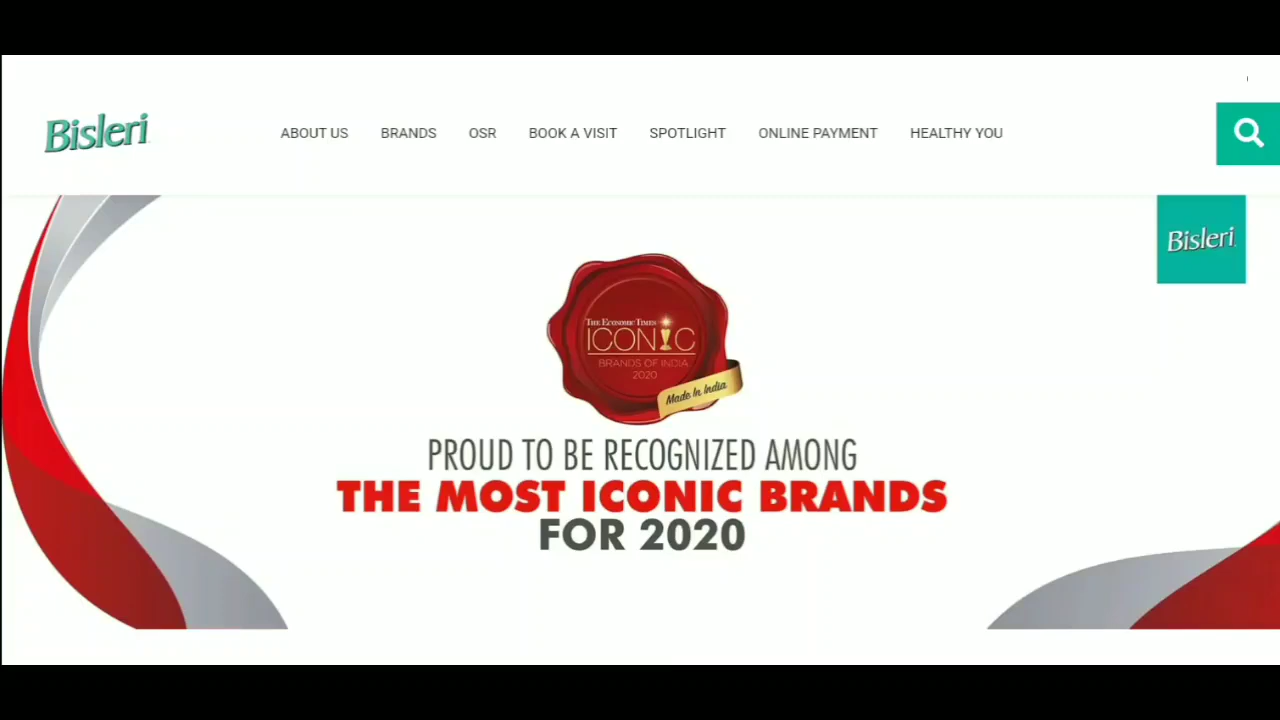 Bisleri
ABOUT US
BRANDS
OSR
BOOK A VISIT
SPOTLIGHT
ONLINE PAYMENT
HEALTHY YOU
Bisleri
THE ECONOMIC TIMES
ICONIC
BRANDS OF INDIA
2020
Made In India
PROUD TO BE RECOGNIZED AMONG
THE MOST ICONIC BRANDS
FOR 2020